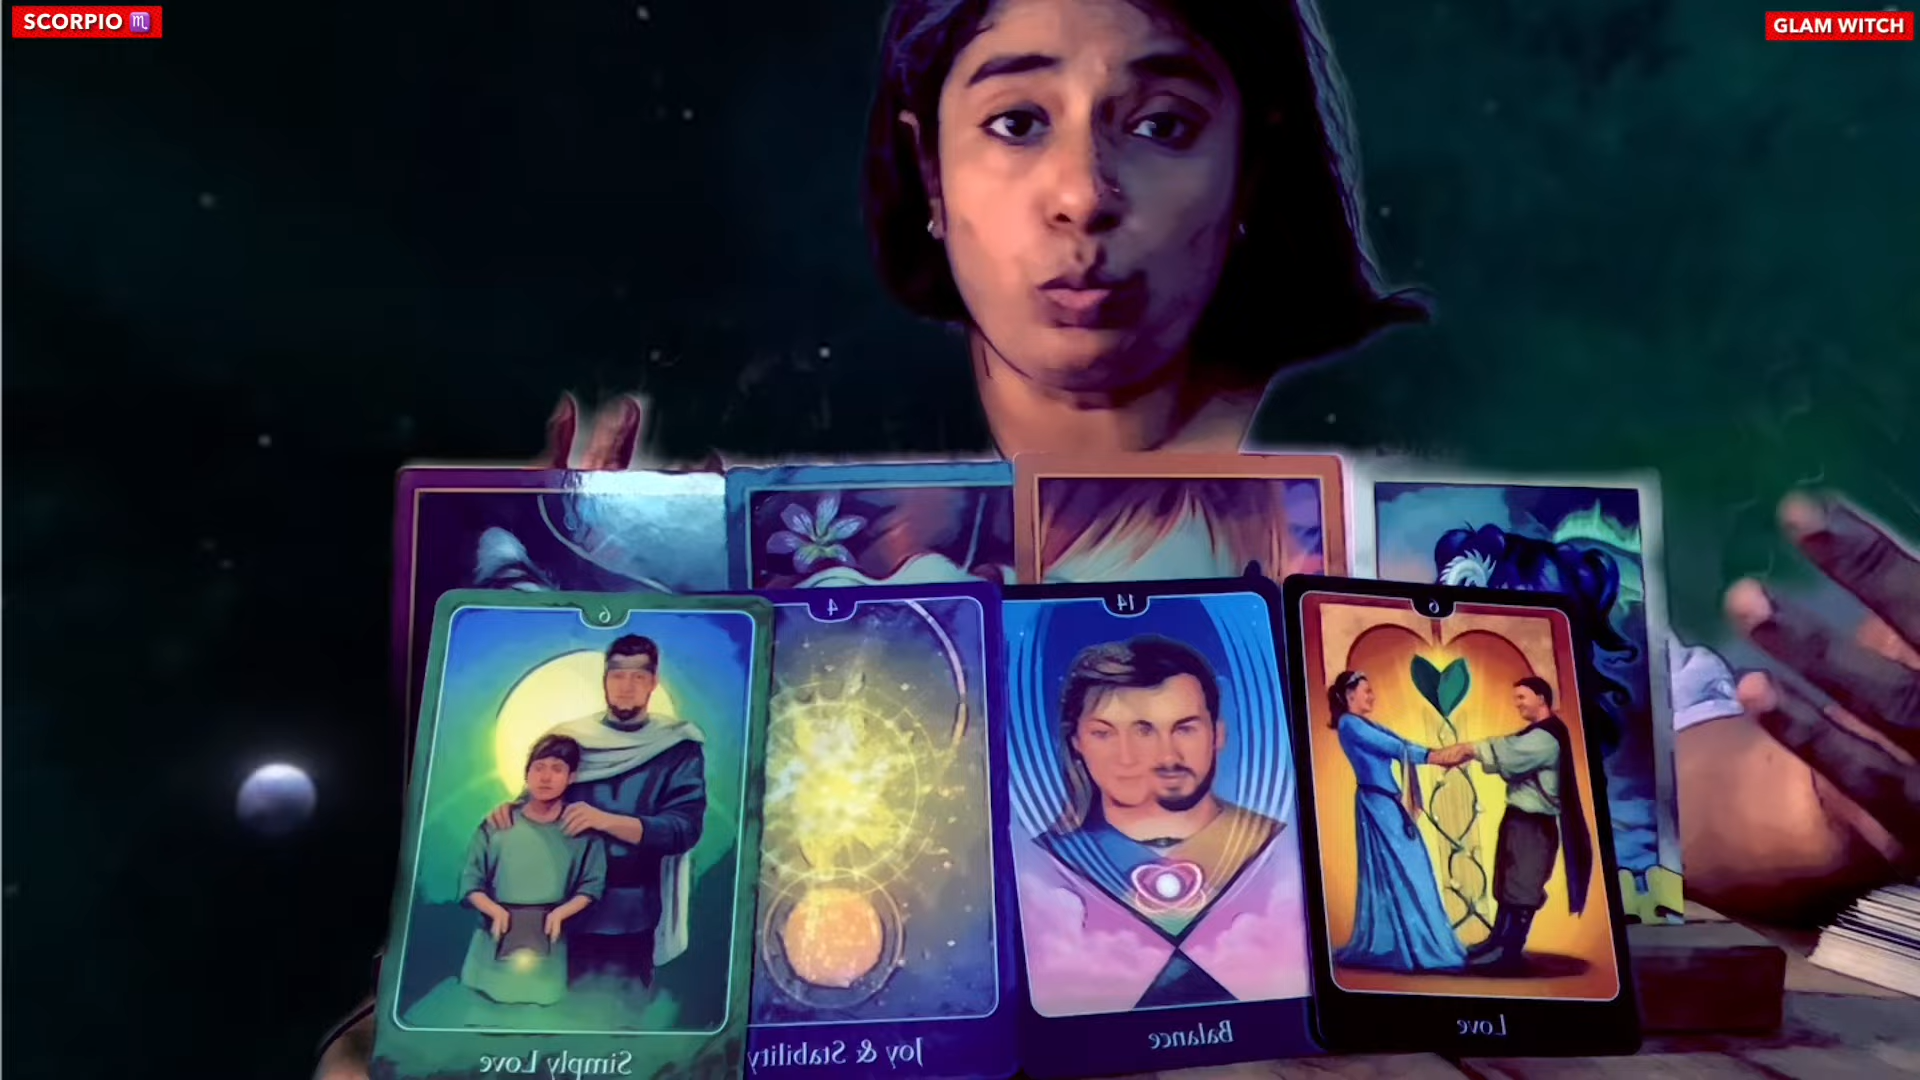 SCORPIO ♏
GLAM WITCH
6
4
14
6
Simply Love
Joy & Stability
Balance
Love